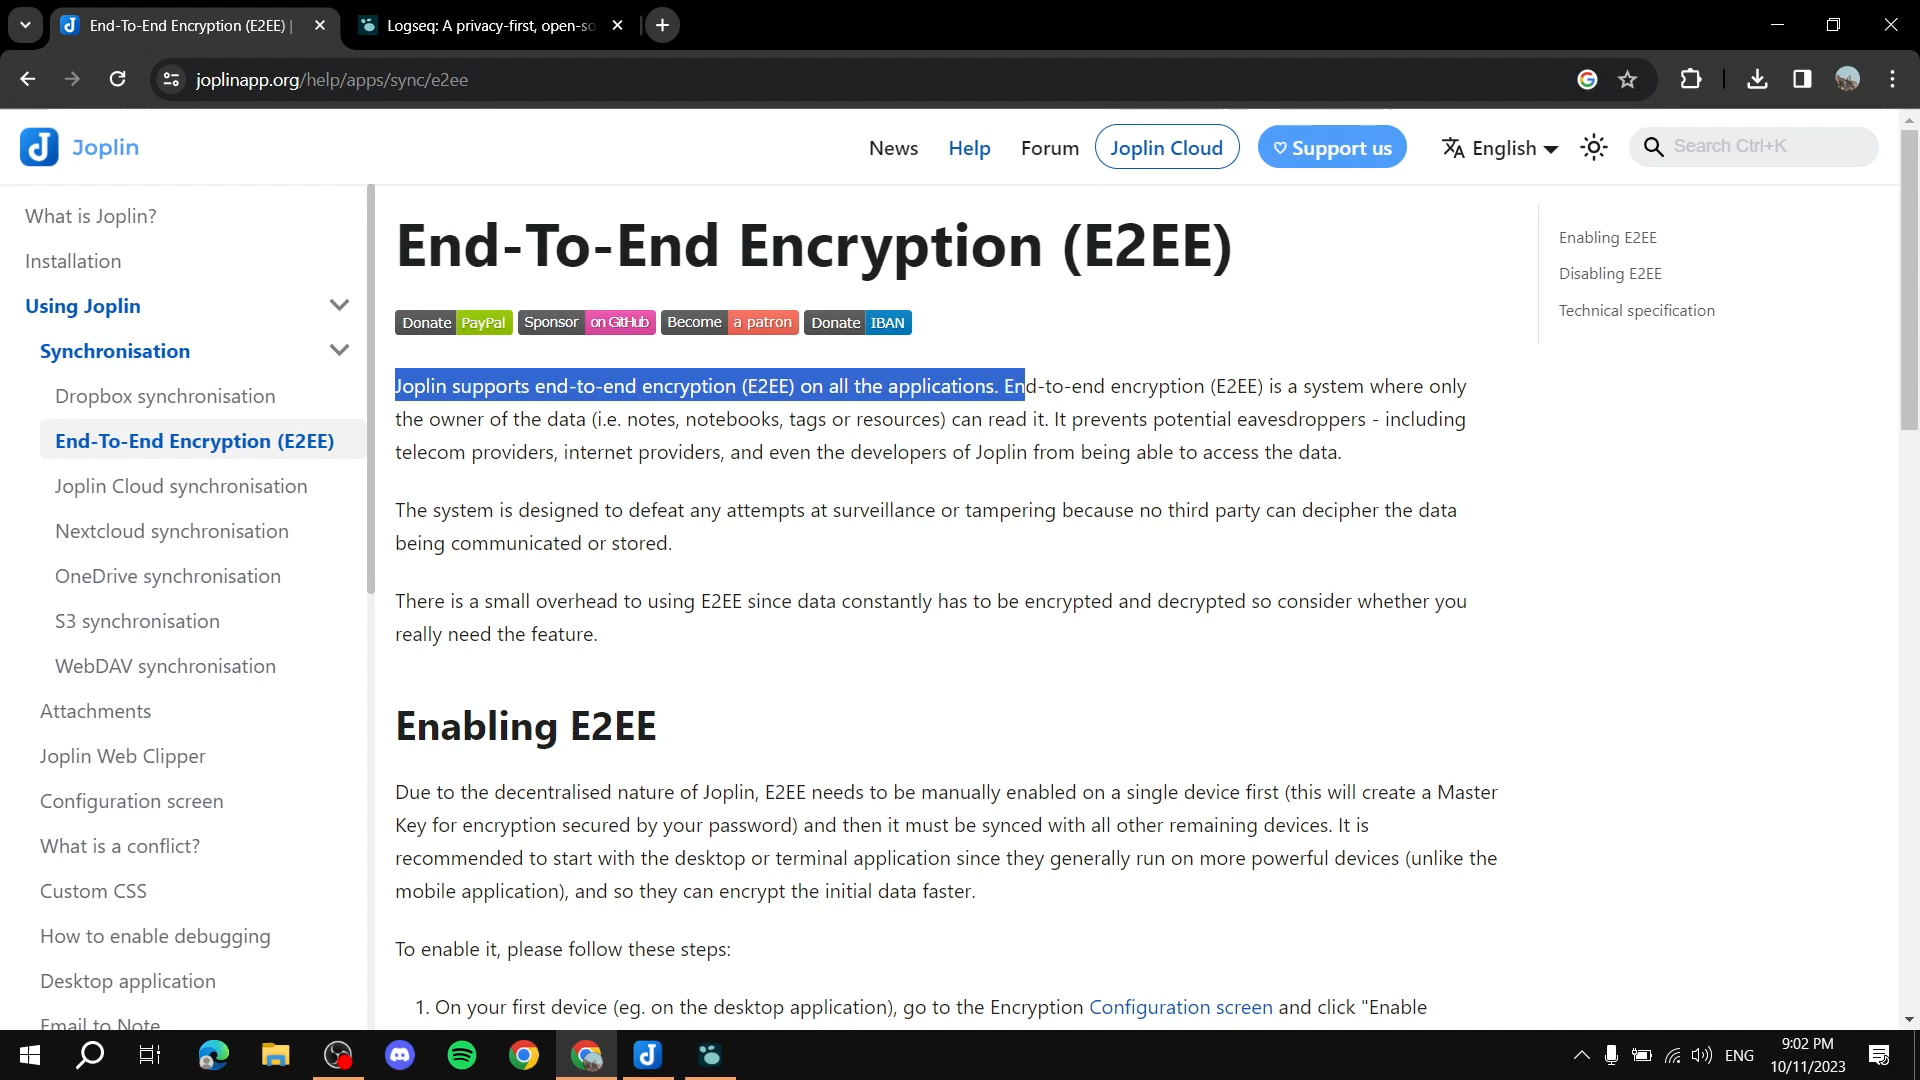 End-To-End Encryption (E2EE) |
Logseq: A privacy-first, open-so
joplinapp.org/help/apps/sync/e2ee
Joplin
News
Help
Forum
Joplin Cloud
Support us
English
Search Ctrl+K
What is Joplin?
Installation
Using Joplin
Synchronisation
Dropbox synchronisation
End-To-End Encryption (E2EE)
Joplin Cloud synchronisation
Nextcloud synchronisation
OneDrive synchronisation
S3 synchronisation
WebDAV synchronisation
Attachments
Joplin Web Clipper
Configuration screen
What is a conflict?
Custom CSS
How to enable debugging
Desktop application
Email to Note
End-To-End Encryption (E2EE)
Donate PayPal Sponsor on GitHub Become a patron Donate IBAN
Joplin supports end-to-end encryption (E2EE) on all the applications. End-to-end encryption (E2EE) is a system where only
the owner of the data (i.e. notes, notebooks, tags or resources) can read it. It prevents potential eavesdroppers - including
telecom providers, internet providers, and even the developers of Joplin from being able to access the data.
The system is designed to defeat any attempts at surveillance or tampering because no third party can decipher the data
being communicated or stored.
There is a small overhead to using E2EE since data constantly has to be encrypted and decrypted so consider whether you
really need the feature.
Enabling E2EE
Due to the decentralised nature of Joplin, E2EE needs to be manually enabled on a single device first (this will create a Master
Key for encryption secured by your password) and then it must be synced with all other remaining devices. It is
recommended to start with the desktop or terminal application since they generally run on more powerful devices (unlike the
mobile application), and so they can encrypt the initial data faster.
To enable it, please follow these steps:
1. On your first device (eg. on the desktop application), go to the Encryption Configuration screen and click "Enable
Enabling E2EE
Disabling E2EE
Technical specification
ENG
9:02 PM
10/11/2023